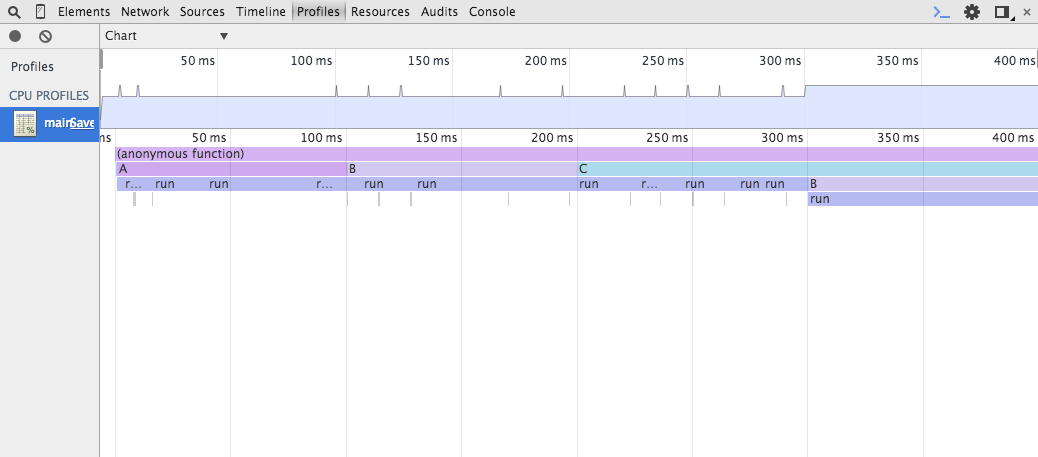 Elements Network Sources Timeline Profiles Resources Audits Console
Chart
Profiles
CPU PROFILES
main Save
50 ms 100 ms 150 ms 200 ms 250 ms 300 ms 350 ms 400 ms
ms 50 ms 100 ms 150 ms 200 ms 250 ms 300 ms 350 ms 400 ms
(anonymous function)
A B C
r... run run r... run run run r... run run run B
run